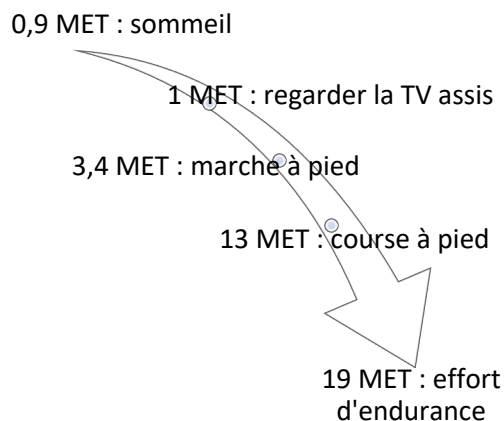 0,9 MET : sommeil
1 MET : regarder la TV assis
3,4 MET : marche à pied
13 MET : course à pied
19 MET : effort
d'endurance